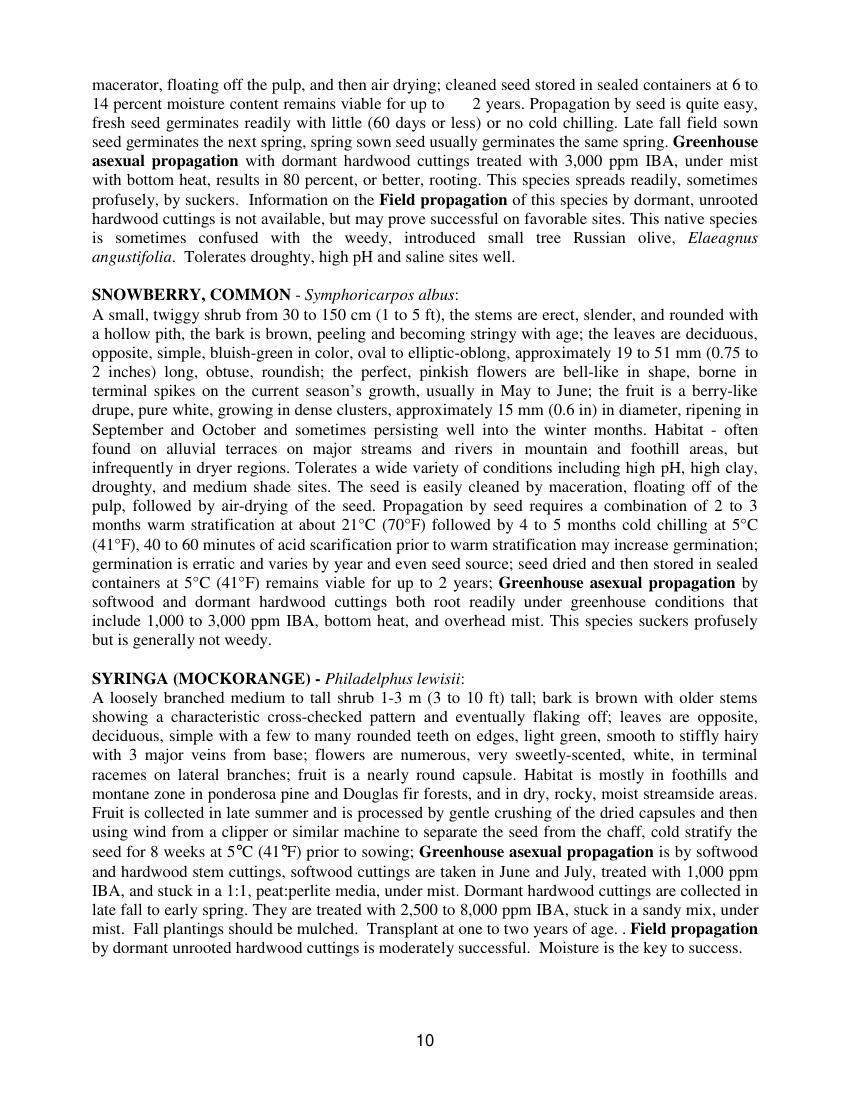 macerator, floating off the pulp, and then air drying; cleaned seed stored in sealed containers at 6 to
14 percent moisture content remains viable for up to 2 years. Propagation by seed is quite easy,
fresh seed germinates readily with little (60 days or less) or no cold chilling. Late fall field sown
seed germinates the next spring, spring sown seed usually germinates the same spring. Greenhouse
asexual propagation with dormant hardwood cuttings treated with 3,000 ppm IBA, under mist
with bottom heat, results in 80 percent, or better, rooting. This species spreads readily, sometimes
profusely, by suckers. Information on the Field propagation of this species by dormant, unrooted
hardwood cuttings is not available, but may prove successful on favorable sites. This native species
is sometimes confused with the weedy, introduced small tree Russian olive, Elaeagnus
angustifolia. Tolerates droughty, high pH and saline sites well.
SNOWBERRY, COMMON - Symphoricarpos albus:
A small, twiggy shrub from 30 to 150 cm (1 to 5 ft), the stems are erect, slender, and rounded with
a hollow pith, the bark is brown, peeling and becoming stringy with age; the leaves are deciduous,
opposite, simple, bluish-green in color, oval to elliptic-oblong, approximately 19 to 51 mm (0.75 to
2 inches) long, obtuse, roundish; the perfect, pinkish flowers are bell-like in shape, borne in
terminal spikes on the current season's growth, usually in May to June; the fruit is a berry-like
drupe, pure white, growing in dense clusters, approximately 15 mm (0.6 in) in diameter, ripening in
September and October and sometimes persisting well into the winter months. Habitat - often
found on alluvial terraces on major streams and rivers in mountain and foothill areas, but
infrequently in dryer regions. Tolerates a wide variety of conditions including high pH, high clay,
droughty, and medium shade sites. The seed is easily cleaned by maceration, floating off of the
pulp, followed by air-drying of the seed. Propagation by seed requires a combination of 2 to 3
months warm stratification at about 21°C (70°F) followed by 4 to 5 months cold chilling at 5°C
(41°F), 40 to 60 minutes of acid scarification prior to warm stratification may increase germination;
germination is erratic and varies by year and even seed source; seed dried and then stored in sealed
containers at 5°C (41°F) remains viable for up to 2 years; Greenhouse asexual propagation by
softwood and dormant hardwood cuttings both root readily under greenhouse conditions that
include 1,000 to 3,000 ppm IBA, bottom heat, and overhead mist. This species suckers profusely
but is generally not weedy.
SYRINGA (MOCKORANGE) - Philadelphus lewisii:
A loosely branched medium to tall shrub 1-3 m (3 to 10 ft) tall; bark is brown with older stems
showing a characteristic cross-checked pattern and eventually flaking off; leaves are opposite,
deciduous, simple with a few to many rounded teeth on edges, light green, smooth to stiffly hairy
with 3 major veins from base; flowers are numerous, very sweetly-scented, white, in terminal
racemes on lateral branches; fruit is a nearly round capsule. Habitat is mostly in foothills and
montane zone in ponderosa pine and Douglas fir forests, and in dry, rocky, moist streamside areas.
Fruit is collected in late summer and is processed by gentle crushing of the dried capsules and then
using wind from a clipper or similar machine to separate the seed from the chaff, cold stratify the
seed for 8 weeks at 5°C (41°F) prior to sowing; Greenhouse asexual propagation is by softwood
and hardwood stem cuttings, softwood cuttings are taken in June and July, treated with 1,000 ppm
IBA, and stuck in a 1:1, peat:perlite media, under mist. Dormant hardwood cuttings are collected in
late fall to early spring. They are treated with 2,500 to 8,000 ppm IBA, stuck in a sandy mix, under
mist. Fall plantings should be mulched. Transplant at one to two years of age. . Field propagation
by dormant unrooted hardwood cuttings is moderately successful. Moisture is the key to success.
10